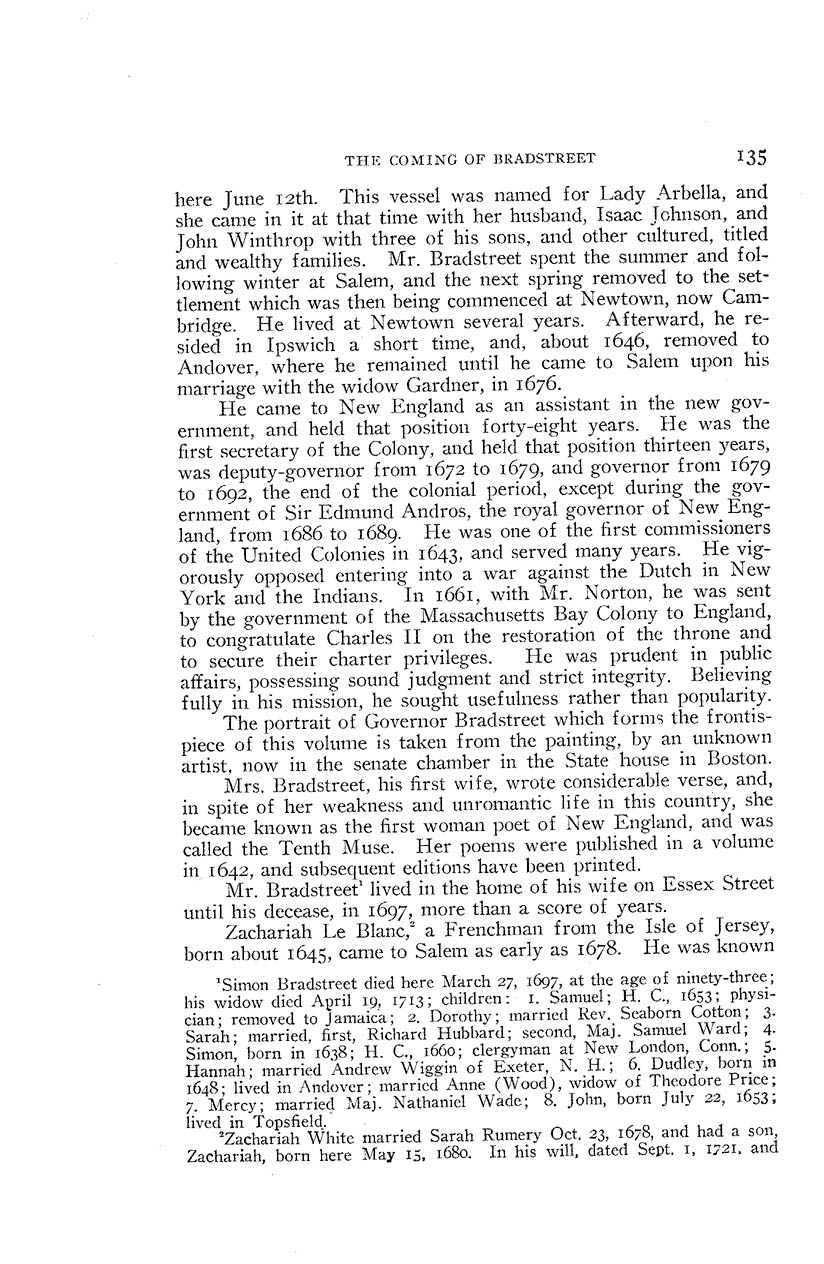 THE COMING OF BRADSTREET 135
here June 12th. This vessel was named for Lady Arbella, and
she came in it at that time with her husband, Isaac Johnson, and
John Winthrop with three of his sons, and other cultured, titled
and wealthy families. Mr. Bradstreet spent the summer and fol-
lowing winter at Salem, and the next spring removed to the set-
tlement which was then being commenced at Newtown, now Cam-
bridge. He lived at Newtown several years. Afterward, he re-
sided in Ipswich a short time, and, about 1646, removed to
Andover, where he remained until he came to Salem upon his
marriage with the widow Gardner, in 1676.
He came to New England as an assistant in the new gov-
ernment, and held that position forty-eight years. He was the
first secretary of the Colony, and held that position thirteen years,
was deputy-governor from 1672 to 1679, and governor from 1679
to 1692, the end of the colonial period, except during the gov-
ernment of Sir Edmund Andros, the royal governor of New Eng-
land, from 1686 to 1689. He was one of the first commissioners
of the United Colonies in 1643, and served many years. He vig-
orously opposed entering into a war against the Dutch in New
York and the Indians. In 1661, with Mr. Norton, he was sent
by the government of the Massachusetts Bay Colony to England,
to congratulate Charles II on the restoration of the throne and
to secure their charter privileges. He was prudent in public
affairs, possessing sound judgment and strict integrity. Believing
fully in his mission, he sought usefulness rather than popularity.
The portrait of Governor Bradstreet which forms the frontis-
piece of this volume is taken from the painting, by an unknown
artist, now in the senate chamber in the State house in Boston.
Mrs. Bradstreet, his first wife, wrote considerable verse, and,
in spite of her weakness and unromantic life in this country, she
became known as the first woman poet of New England, and was
called the Tenth Muse. Her poems were published in a volume
in 1642, and subsequent editions have been printed.
Mr. Bradstreet¹ lived in the home of his wife on Essex Street
until his decease, in 1697, more than a score of years.
Zachariah Le Blanc,² a Frenchman from the Isle of Jersey,
born about 1645, came to Salem as early as 1678. He was known
¹Simon Bradstreet died here March 27, 1697, at the age of ninety-three;
his widow died April 19, 1713; children: 1. Samuel; H. C., 1653; physi-
cian; removed to Jamaica; 2. Dorothy; married Rev. Seaborn Cotton; 3.
Sarah; married, first, Richard Hubbard; second, Maj. Samuel Ward; 4.
Simon, born in 1638; H. C., 1660; clergyman at New London, Conn.; 5.
Hannah; married Andrew Wiggin of Exeter, N. H.; 6. Dudley, born in
1648; lived in Andover; married Anne (Wood), widow of Theodore Price;
7. Mercy; married Maj. Nathaniel Wade; 8. John, born July 22, 1653;
lived in Topsfield.
²Zachariah White married Sarah Rumery Oct. 23, 1678, and had a son,
Zachariah, born here May 15, 1680. In his will, dated Sept. 1, 1721, and